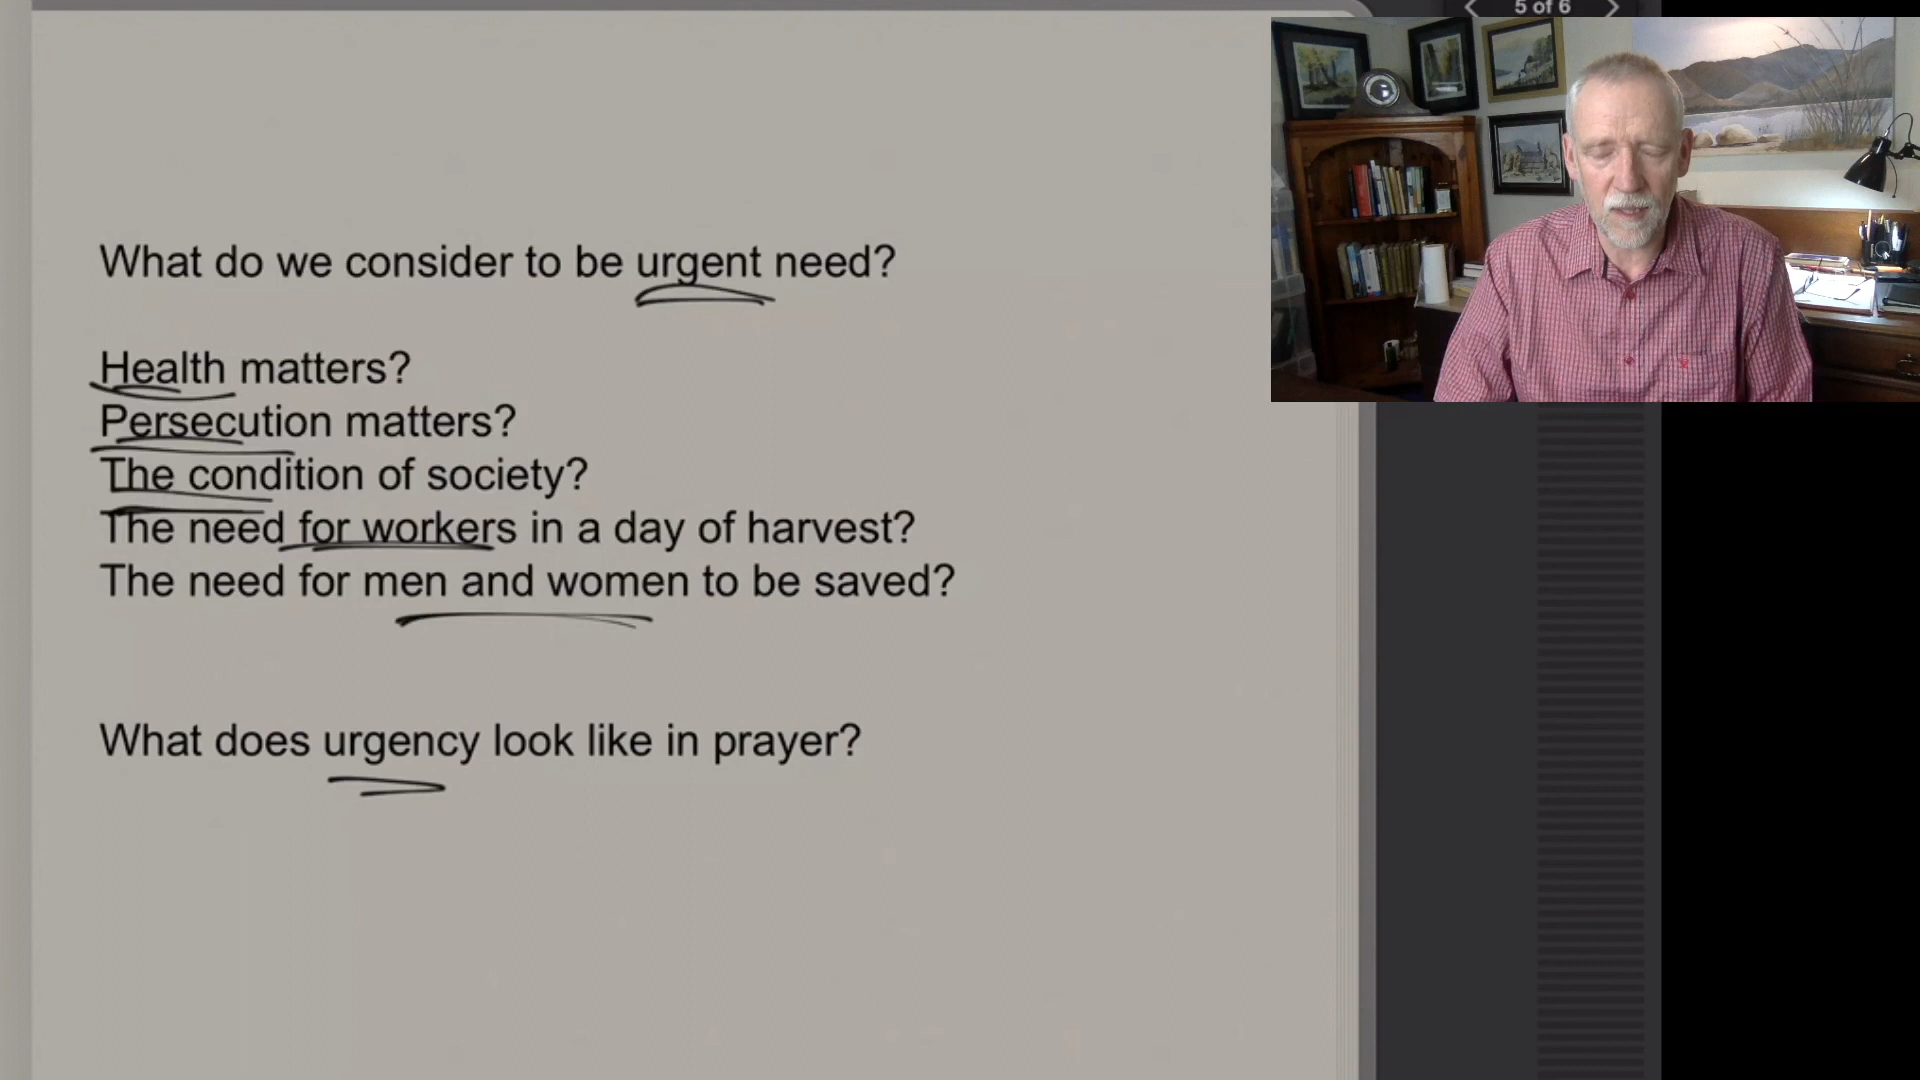 5 of 6
What do we consider to be urgent need?
Health matters?
Persecution matters?
The condition of society?
The need for workers in a day of harvest?
The need for men and women to be saved?
What does urgency look like in prayer?